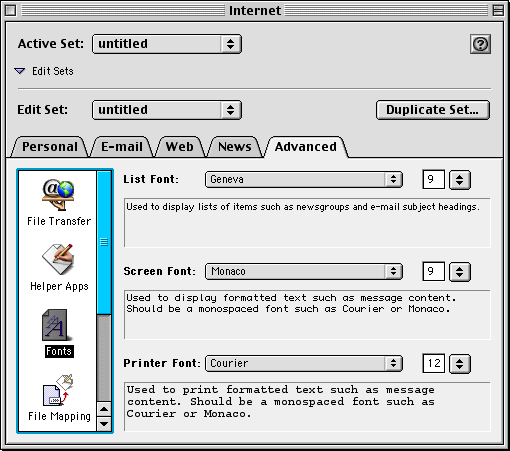 Internet
Active Set: untitled
Edit Sets
Edit Set: untitled Duplicate Set...
Personal E-mail Web News Advanced
File Transfer
Helper Apps
Fonts
File Mapping
List Font: Geneva 9
Used to display lists of items such as newsgroups and e-mail subject headings.
Screen Font: Monaco 9
Used to display formatted text such as message content.
Should be a monospaced font such as Courier or Monaco.
Printer Font: Courier 12
Used to print formatted text such as message
content. Should be a monospaced font such as
Courier or Monaco.